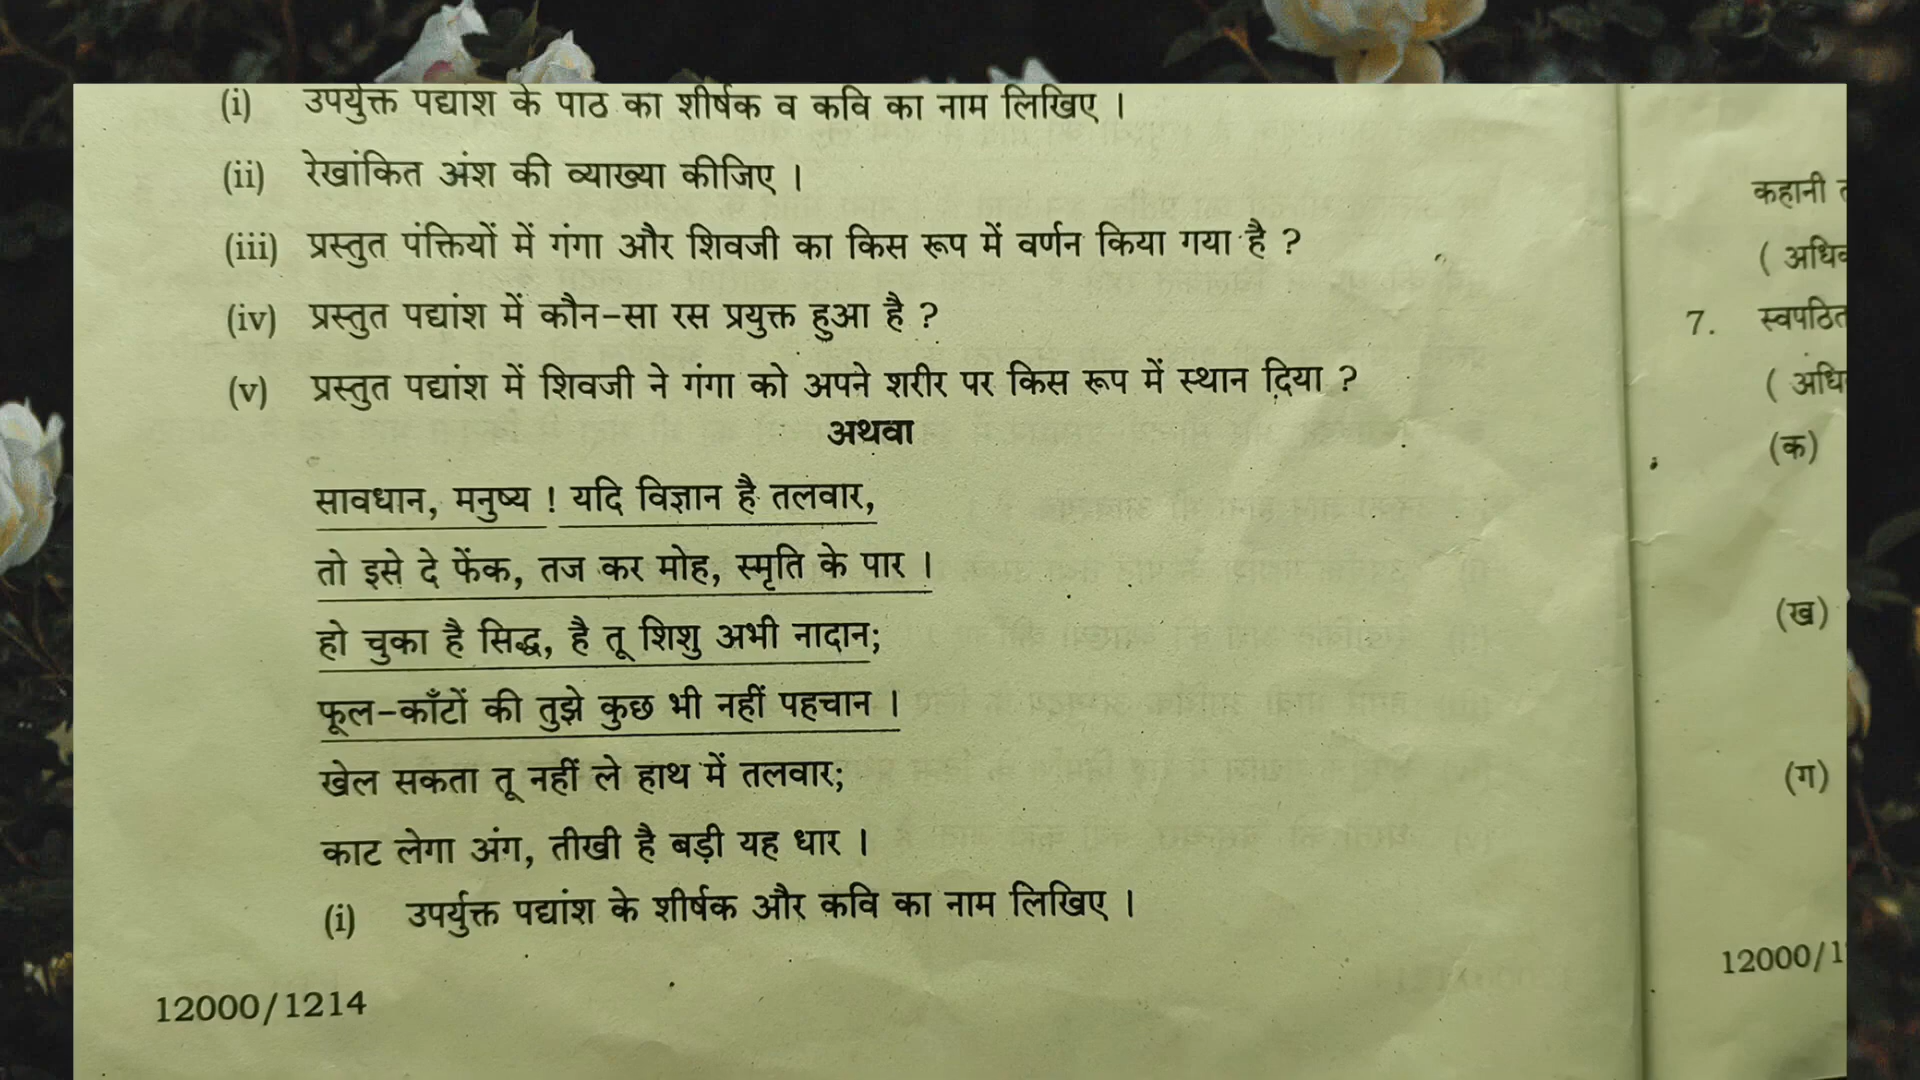 (i) उपर्युक्त पद्यांश के पाठ का शीर्षक व कवि का नाम लिखिए ।
(ii) रेखांकित अंश की व्याख्या कीजिए ।
(iii) प्रस्तुत पंक्तियों में गंगा और शिवजी का किस रूप में वर्णन किया गया है ?
(iv) प्रस्तुत पद्यांश में कौन-सा रस प्रयुक्त हुआ है ?
(v) प्रस्तुत पद्यांश में शिवजी ने गंगा को अपने शरीर पर किस रूप में स्थान दिया ?
अथवा
सावधान, मनुष्य ! यदि विज्ञान है तलवार,
तो इसे दे फेंक, तज कर मोह, स्मृति के पार ।
हो चुका है सिद्ध, है तू शिशु अभी नादान;
फूल-काँटों की तुझे कुछ भी नहीं पहचान ।
खेल सकता तू नहीं ले हाथ में तलवार;
काट लेगा अंग, तीखी है बड़ी यह धार ।
(i) उपर्युक्त पद्यांश के शीर्षक और कवि का नाम लिखिए ।
12000/1214
कहानी
(
7. स्वपठित
(
(क)
(ख)
(ग)
12000/1